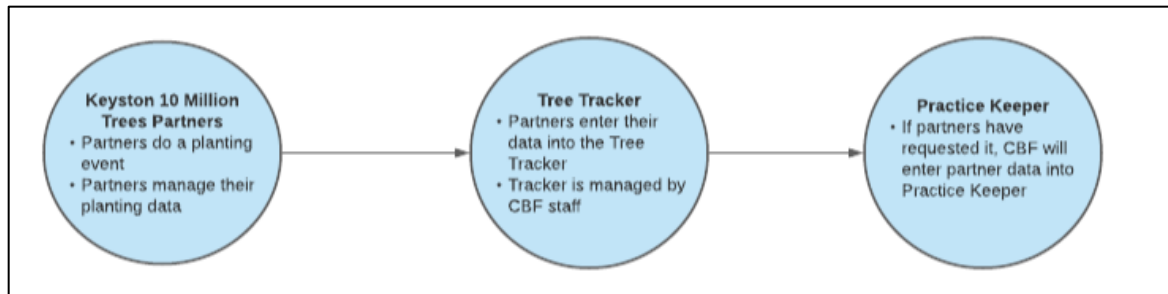 Keyston 10 Million
Trees Partners
• Partners do a planting
event
• Partners manage their
planting data
Tree Tracker
• Partners enter their
data into the Tree
Tracker
• Tracker is managed by
CBF staff
Practice Keeper
• If partners have
requested it, CBF will
enter partner data into
Practice Keeper